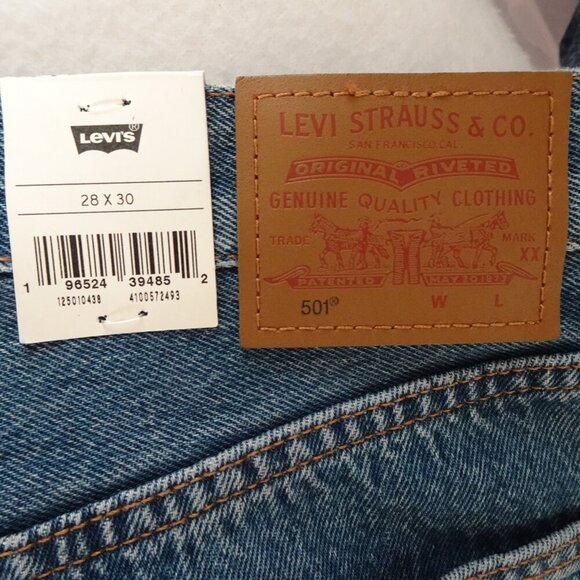 LEVI'S®
28 X 30
1 96524 39485 2
125010438 4100572493
LEVI STRAUSS & CO.
SAN FRANCISCO, CAL.
ORIGINAL RIVETED
GENUINE QUALITY CLOTHING
TRADE MARK
XX
PATENTED MAY 20 1873
501® W L